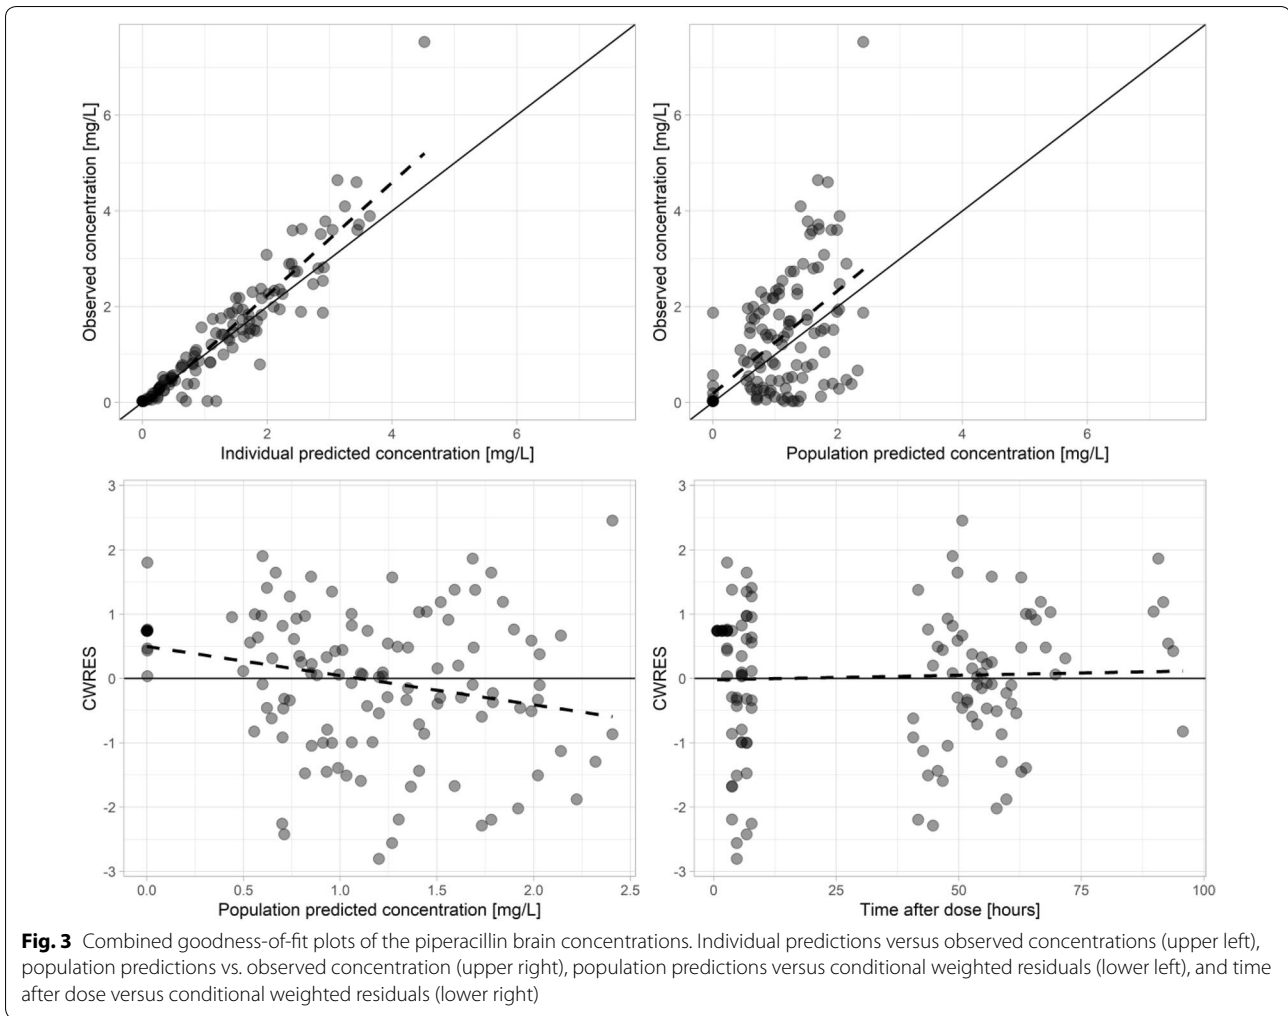 Observed concentration [mg/L]
6
4
2
0
0 2 4 6
Individual predicted concentration [mg/L]
Observed concentration [mg/L]
6
4
2
0
0 2 4 6
Population predicted concentration [mg/L]
CWRES
3
2
1
0
-1
-2
-3
0.0 0.5 1.0 1.5 2.0 2.5
Population predicted concentration [mg/L]
CWRES
3
2
1
0
-1
-2
-3
0 25 50 75 100
Time after dose [hours]
Fig. 3 Combined goodness-of-fit plots of the piperacillin brain concentrations. Individual predictions versus observed concentrations (upper left),
population predictions vs. observed concentration (upper right), population predictions versus conditional weighted residuals (lower left), and time
after dose versus conditional weighted residuals (lower right)